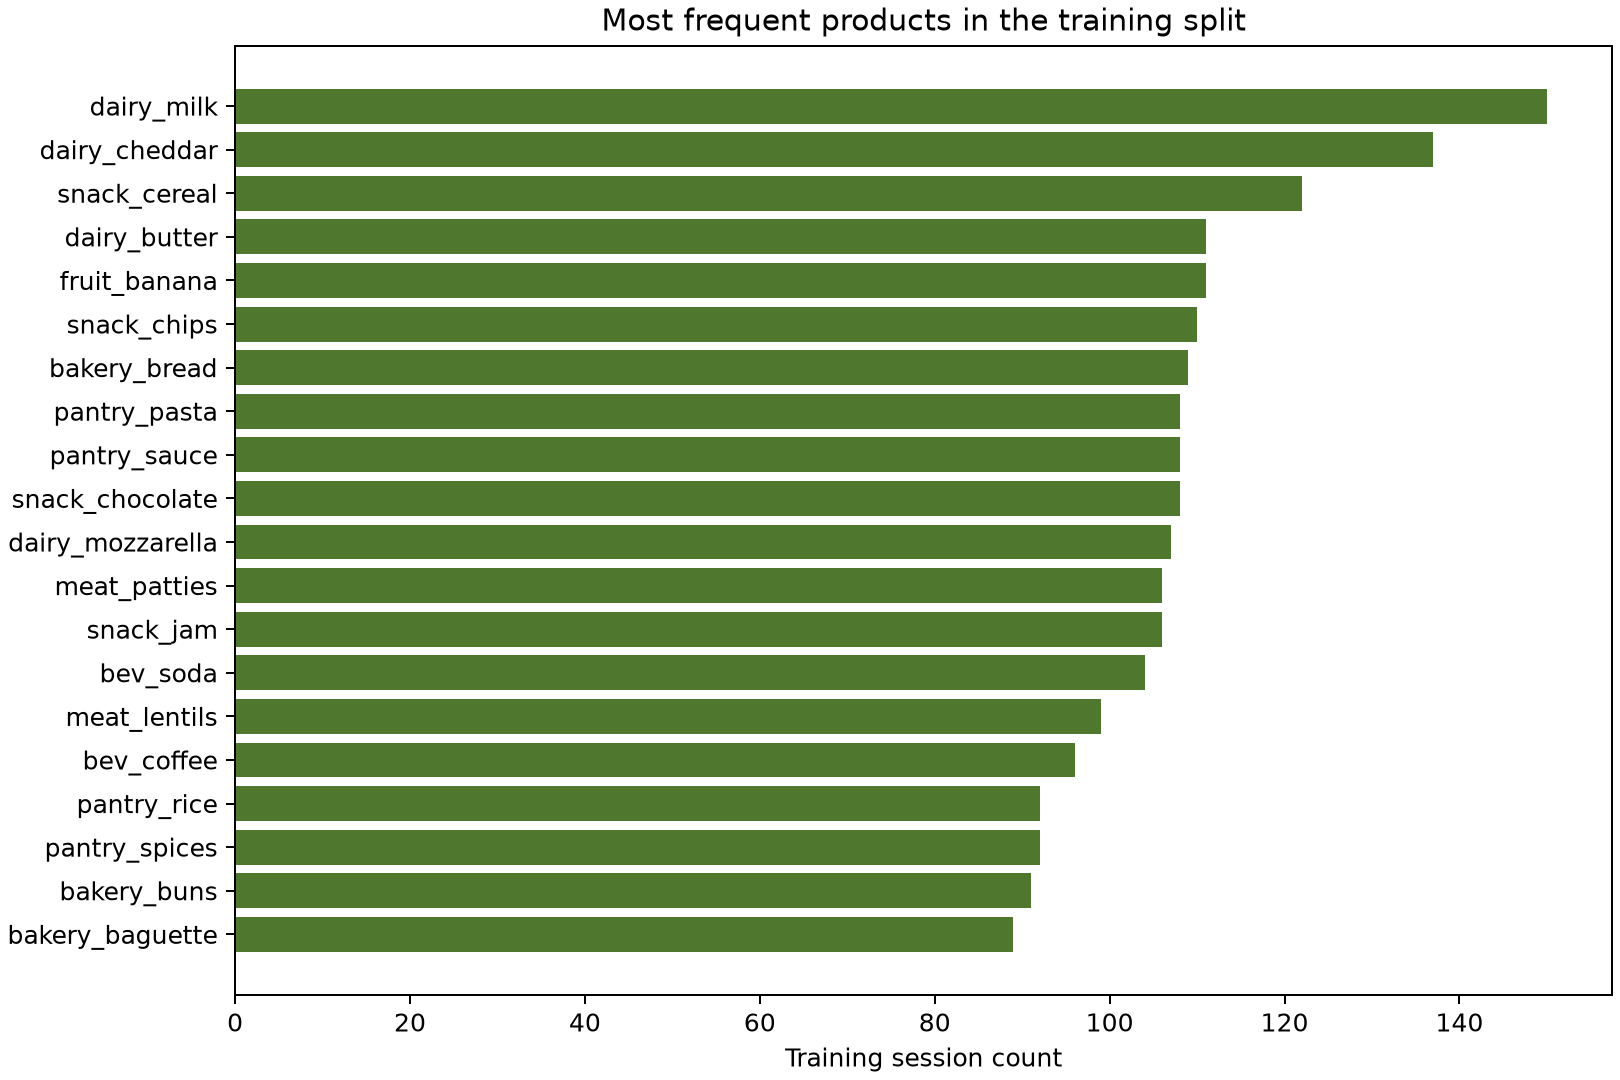 Most frequent products in the training split
dairy_milk
dairy_cheddar
snack_cereal
dairy_butter
fruit_banana
snack_chips
bakery_bread
pantry_pasta
pantry_sauce
snack_chocolate
dairy_mozzarella
meat_patties
snack_jam
bev_soda
meat_lentils
bev_coffee
pantry_rice
pantry_spices
bakery_buns
bakery_baguette
0 20 40 60 80 100 120 140
Training session count